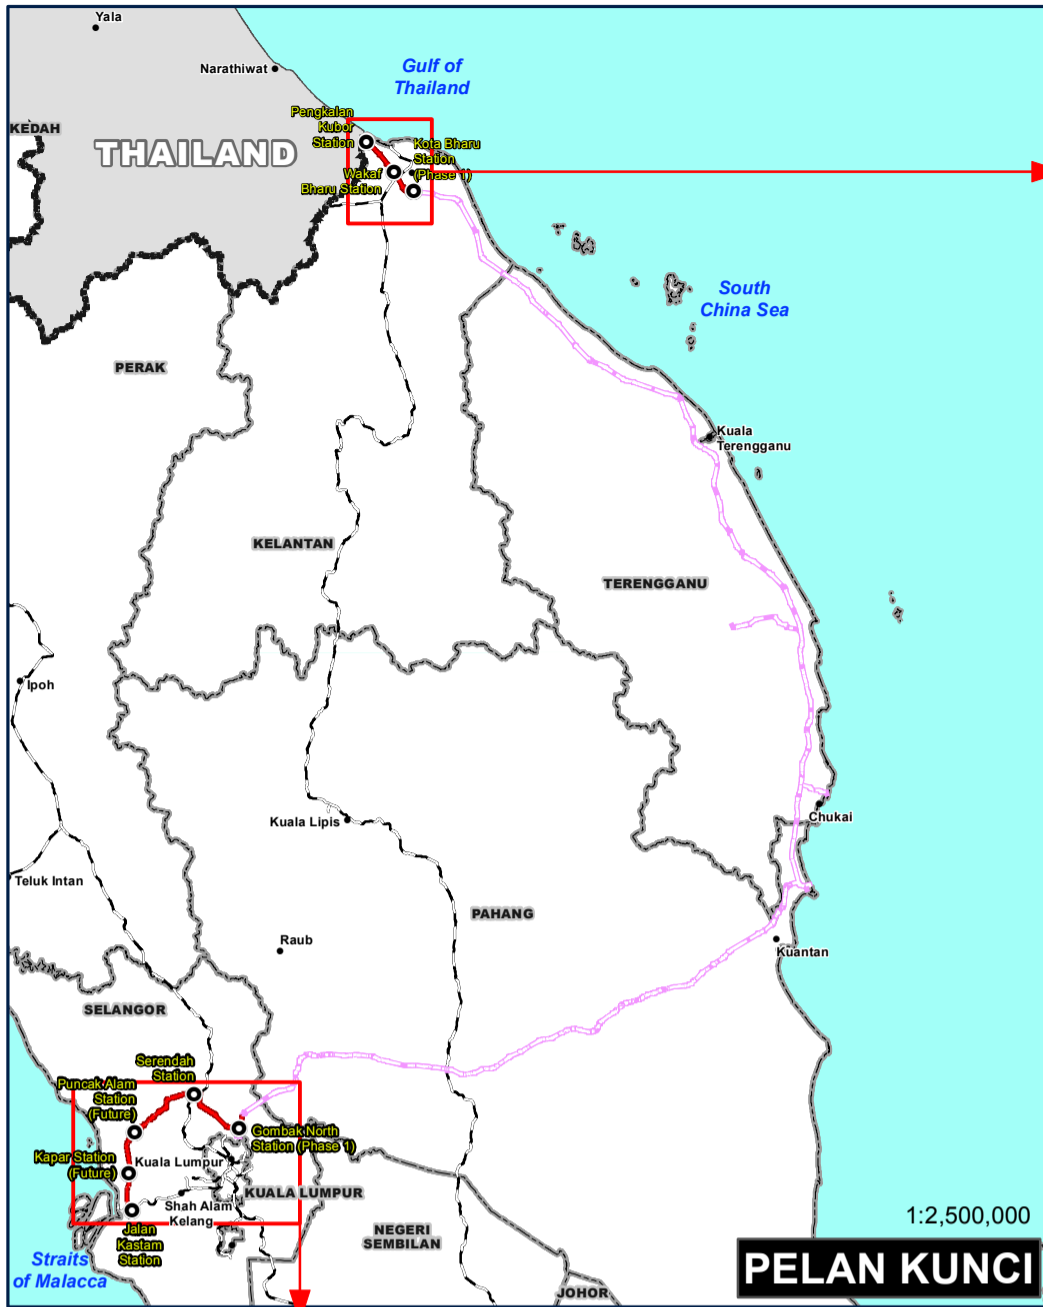 Yala
Narathiwat
Gulf of
Thailand
KEDAH
THAILAND
Pengkalan
Kubor
Station
Kota Bharu
Station
(Phase 1)
Wakaf
Bharu Station
South
China Sea
PERAK
Kuala
Terengganu
KELANTAN
TERENGGANU
Ipoh
Kuala Lipis
Chukai
Teluk Intan
PAHANG
Raub
Kuantan
SELANGOR
Serendah
Station
Puncak Alam
Station
(Future)
Gombak North
Station (Phase 1)
Kapar Station
(Future)
Kuala Lumpur
KUALA LUMPUR
Shah Alam
Kelang
Jalan
Kastam
Station
NEGERI
SEMBILAN
Straits
of Malacca
JOHOR
1:2,500,000
PELAN KUNCI